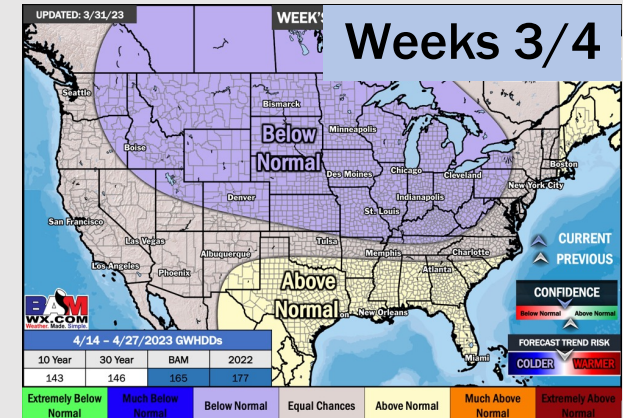 UPDATED: 3/31/23
WEEK'S
Weeks 3/4
Seattle
Bismarck
Below
Normal
Minneapolis
Boise
Des Moines
Chicago
Cleveland
Boston
New York City
Denver
Indianapolis
St. Louis
San Francisco
Las Vegas
Albuquerque
Tulsa
Memphis
Charlotte
Los Angeles
Phoenix
Atlanta
Above
Normal
New Orleans
Miami
CURRENT
PREVIOUS
CONFIDENCE
Below Normal Above Normal
FORECAST TREND RISK
COLDER WARMER
BAM
WX.COM
Weather. Made. Simple.
4/14 – 4/27/2023 GWHDDs
10 Year 30 Year BAM 2022
143 146 165 177
Extremely Below Normal
Much Below Normal
Below Normal
Equal Chances
Above Normal
Much Above Normal
Extremely Above Normal